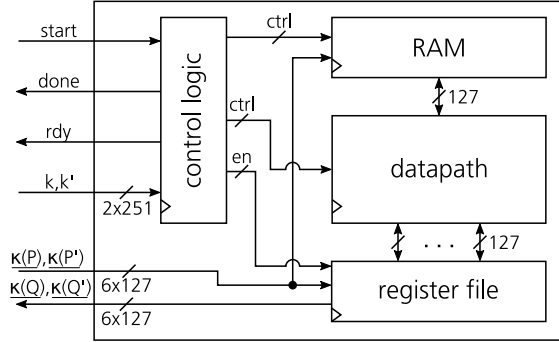 start
done
rdy
k,k'
2x251
κ(P),κ(P')
6x127
κ(Q),κ(Q')
6x127
control logic
ctrl
ctrl
en
RAM
127
datapath
. . .
127
register file